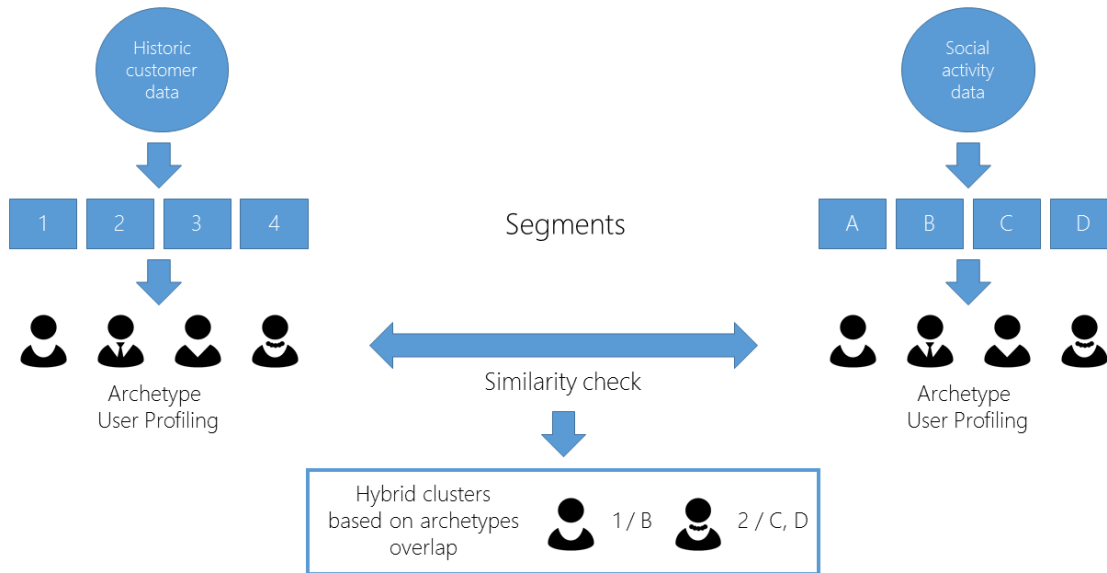 Historic
customer
data
Social
activity
data
1 2 3 4
Segments
A B C D
Archetype
User Profiling
Similarity check
Archetype
User Profiling
Hybrid clusters
based on archetypes
overlap
1 / B
2 / C, D